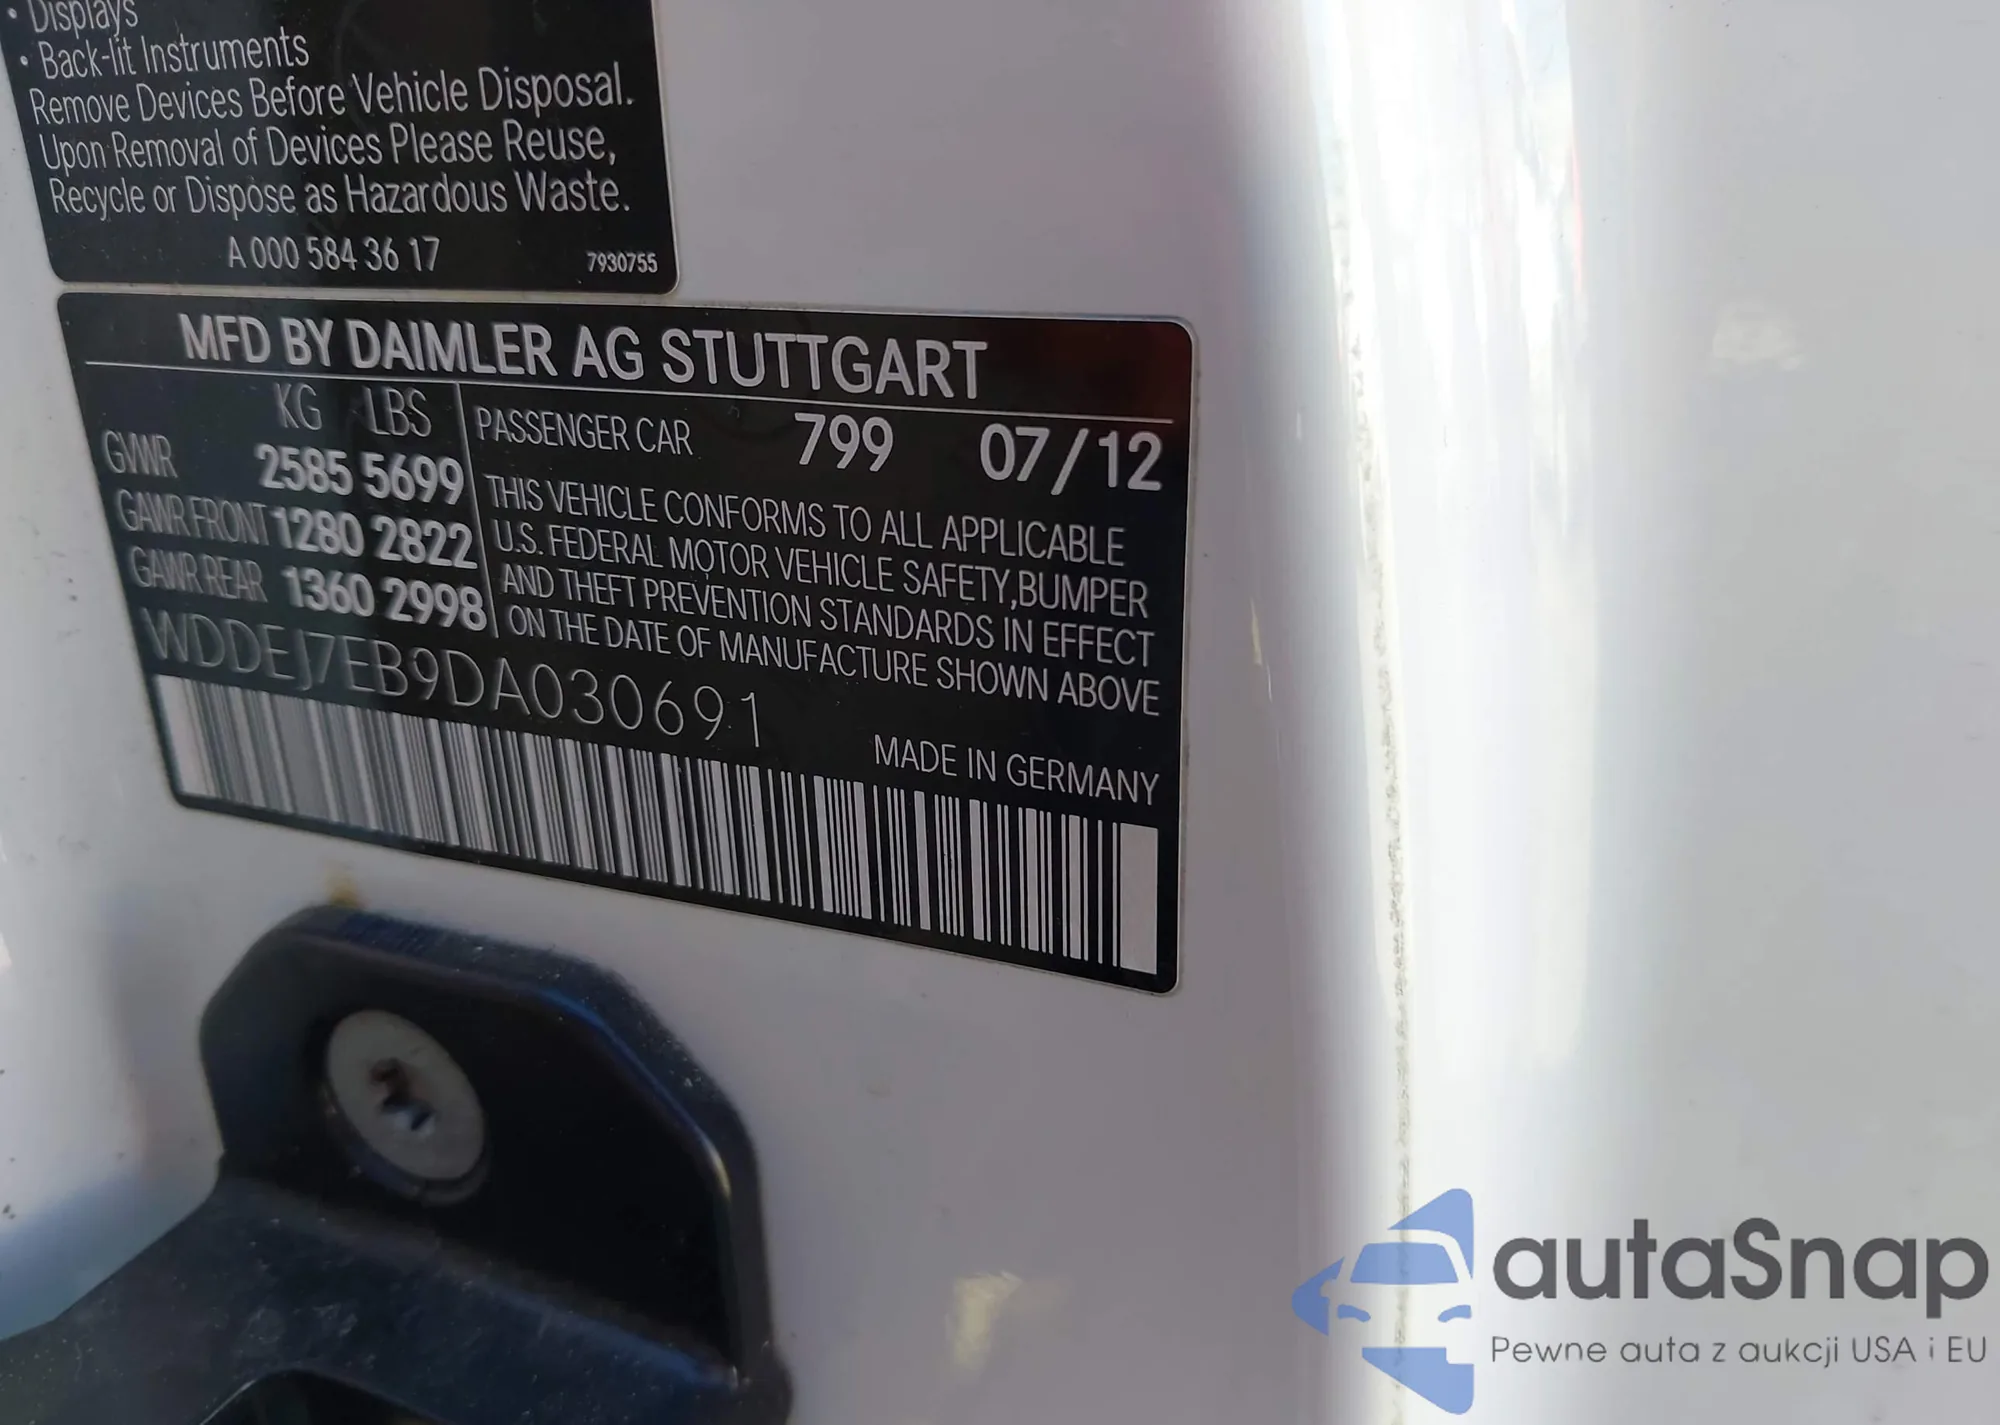 • Displays
• Back-lit Instruments
Remove Devices Before Vehicle Disposal.
Upon Removal of Devices Please Reuse,
Recycle or Dispose as Hazardous Waste.
A 000 584 36 17 7930755
MFD BY DAIMLER AG STUTTGART
KG LBS
GVWR 2585 5699
GAWR FRONT 1280 2822
GAWR REAR 1360 2998
PASSENGER CAR 799 07/12
THIS VEHICLE CONFORMS TO ALL APPLICABLE
U.S. FEDERAL MOTOR VEHICLE SAFETY,BUMPER
AND THEFT PREVENTION STANDARDS IN EFFECT
ON THE DATE OF MANUFACTURE SHOWN ABOVE
WDDEJ7EB9DA030691
MADE IN GERMANY
autaSnap
Pewne auta z aukcji USA i EU